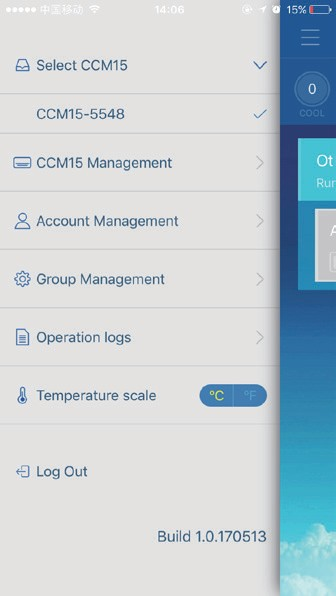 中国移动 14:06 15%
Select CCM15
CCM15-5548
CCM15 Management
Account Management
Group Management
Operation logs
Temperature scale °C °F
Log Out
Build 1.0.170513
0
COOL
Ot
Run